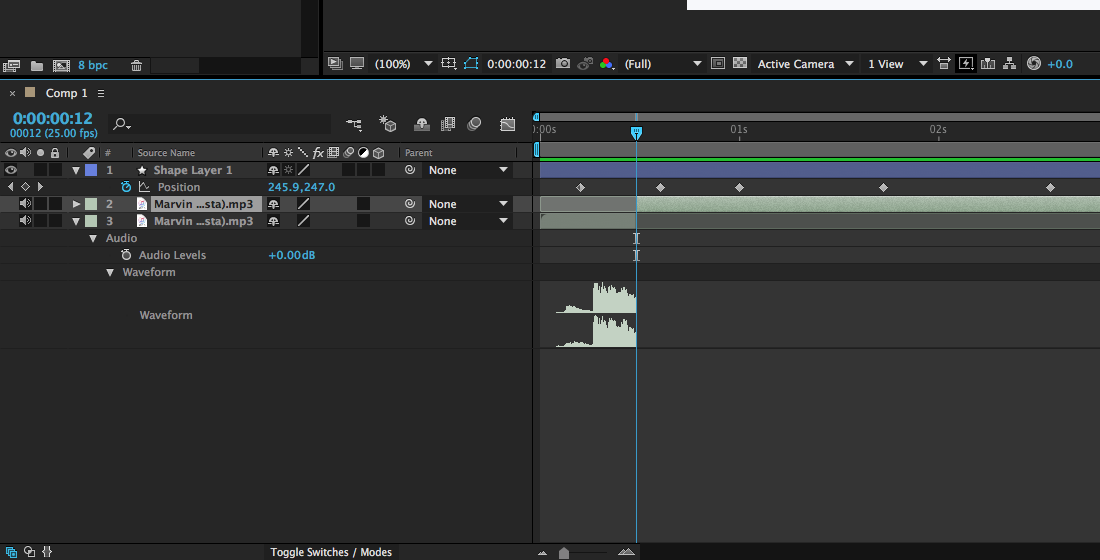 8 bpc
(100%)
0:00:00:12
(Full)
Active Camera
1 View
+0.0
× Comp 1
0:00:00:12
00012 (25.00 fps)
:00s 01s 02s
# Source Name fx Parent
1 Shape Layer 1 None
Position 245.9,247.0
2 Marvin ...sta).mp3 None
3 Marvin ...sta).mp3 None
Audio
Audio Levels +0.00dB
Waveform
Waveform
Toggle Switches / Modes